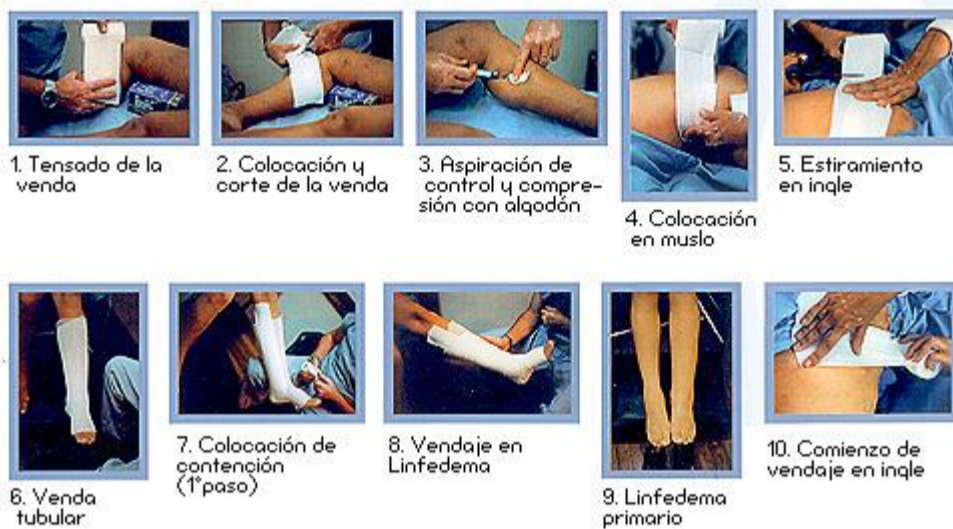 1. Tensado de la
venda
2. Colocación y
corte de la venda
3. Aspiración de
control y compre-
sión con algodón
4. Colocación
en muslo
5. Estiramiento
en ingle
6. Venda
tubular
7. Colocación de
contención
(1°paso)
8. Vendaje en
Linfedema
9. Linfedema
primario
10. Comienzo de
vendaje en ingle